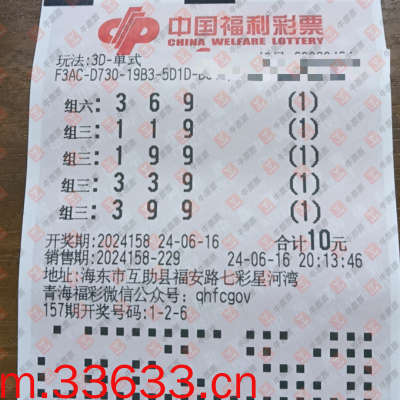 中国福利彩票
CHINA WELFARE LOTTERY
玩法:3D-单式
F3AC-D730-19B3-5D1D-
组六: 3 6 9 (1)
组三: 1 1 9 (1)
组三: 1 9 9 (1)
组三: 3 3 9 (1)
组三: 3 9 9 (1)
开奖期:2024158 24-06-16 合计10元
销售期:2024158-229 24-06-16 20:13:46
地址:海东市互助县福安路七彩星河湾
青海福彩微信公众号: qhfcgov
157期开奖号码:1-2-6
m.33633.cn